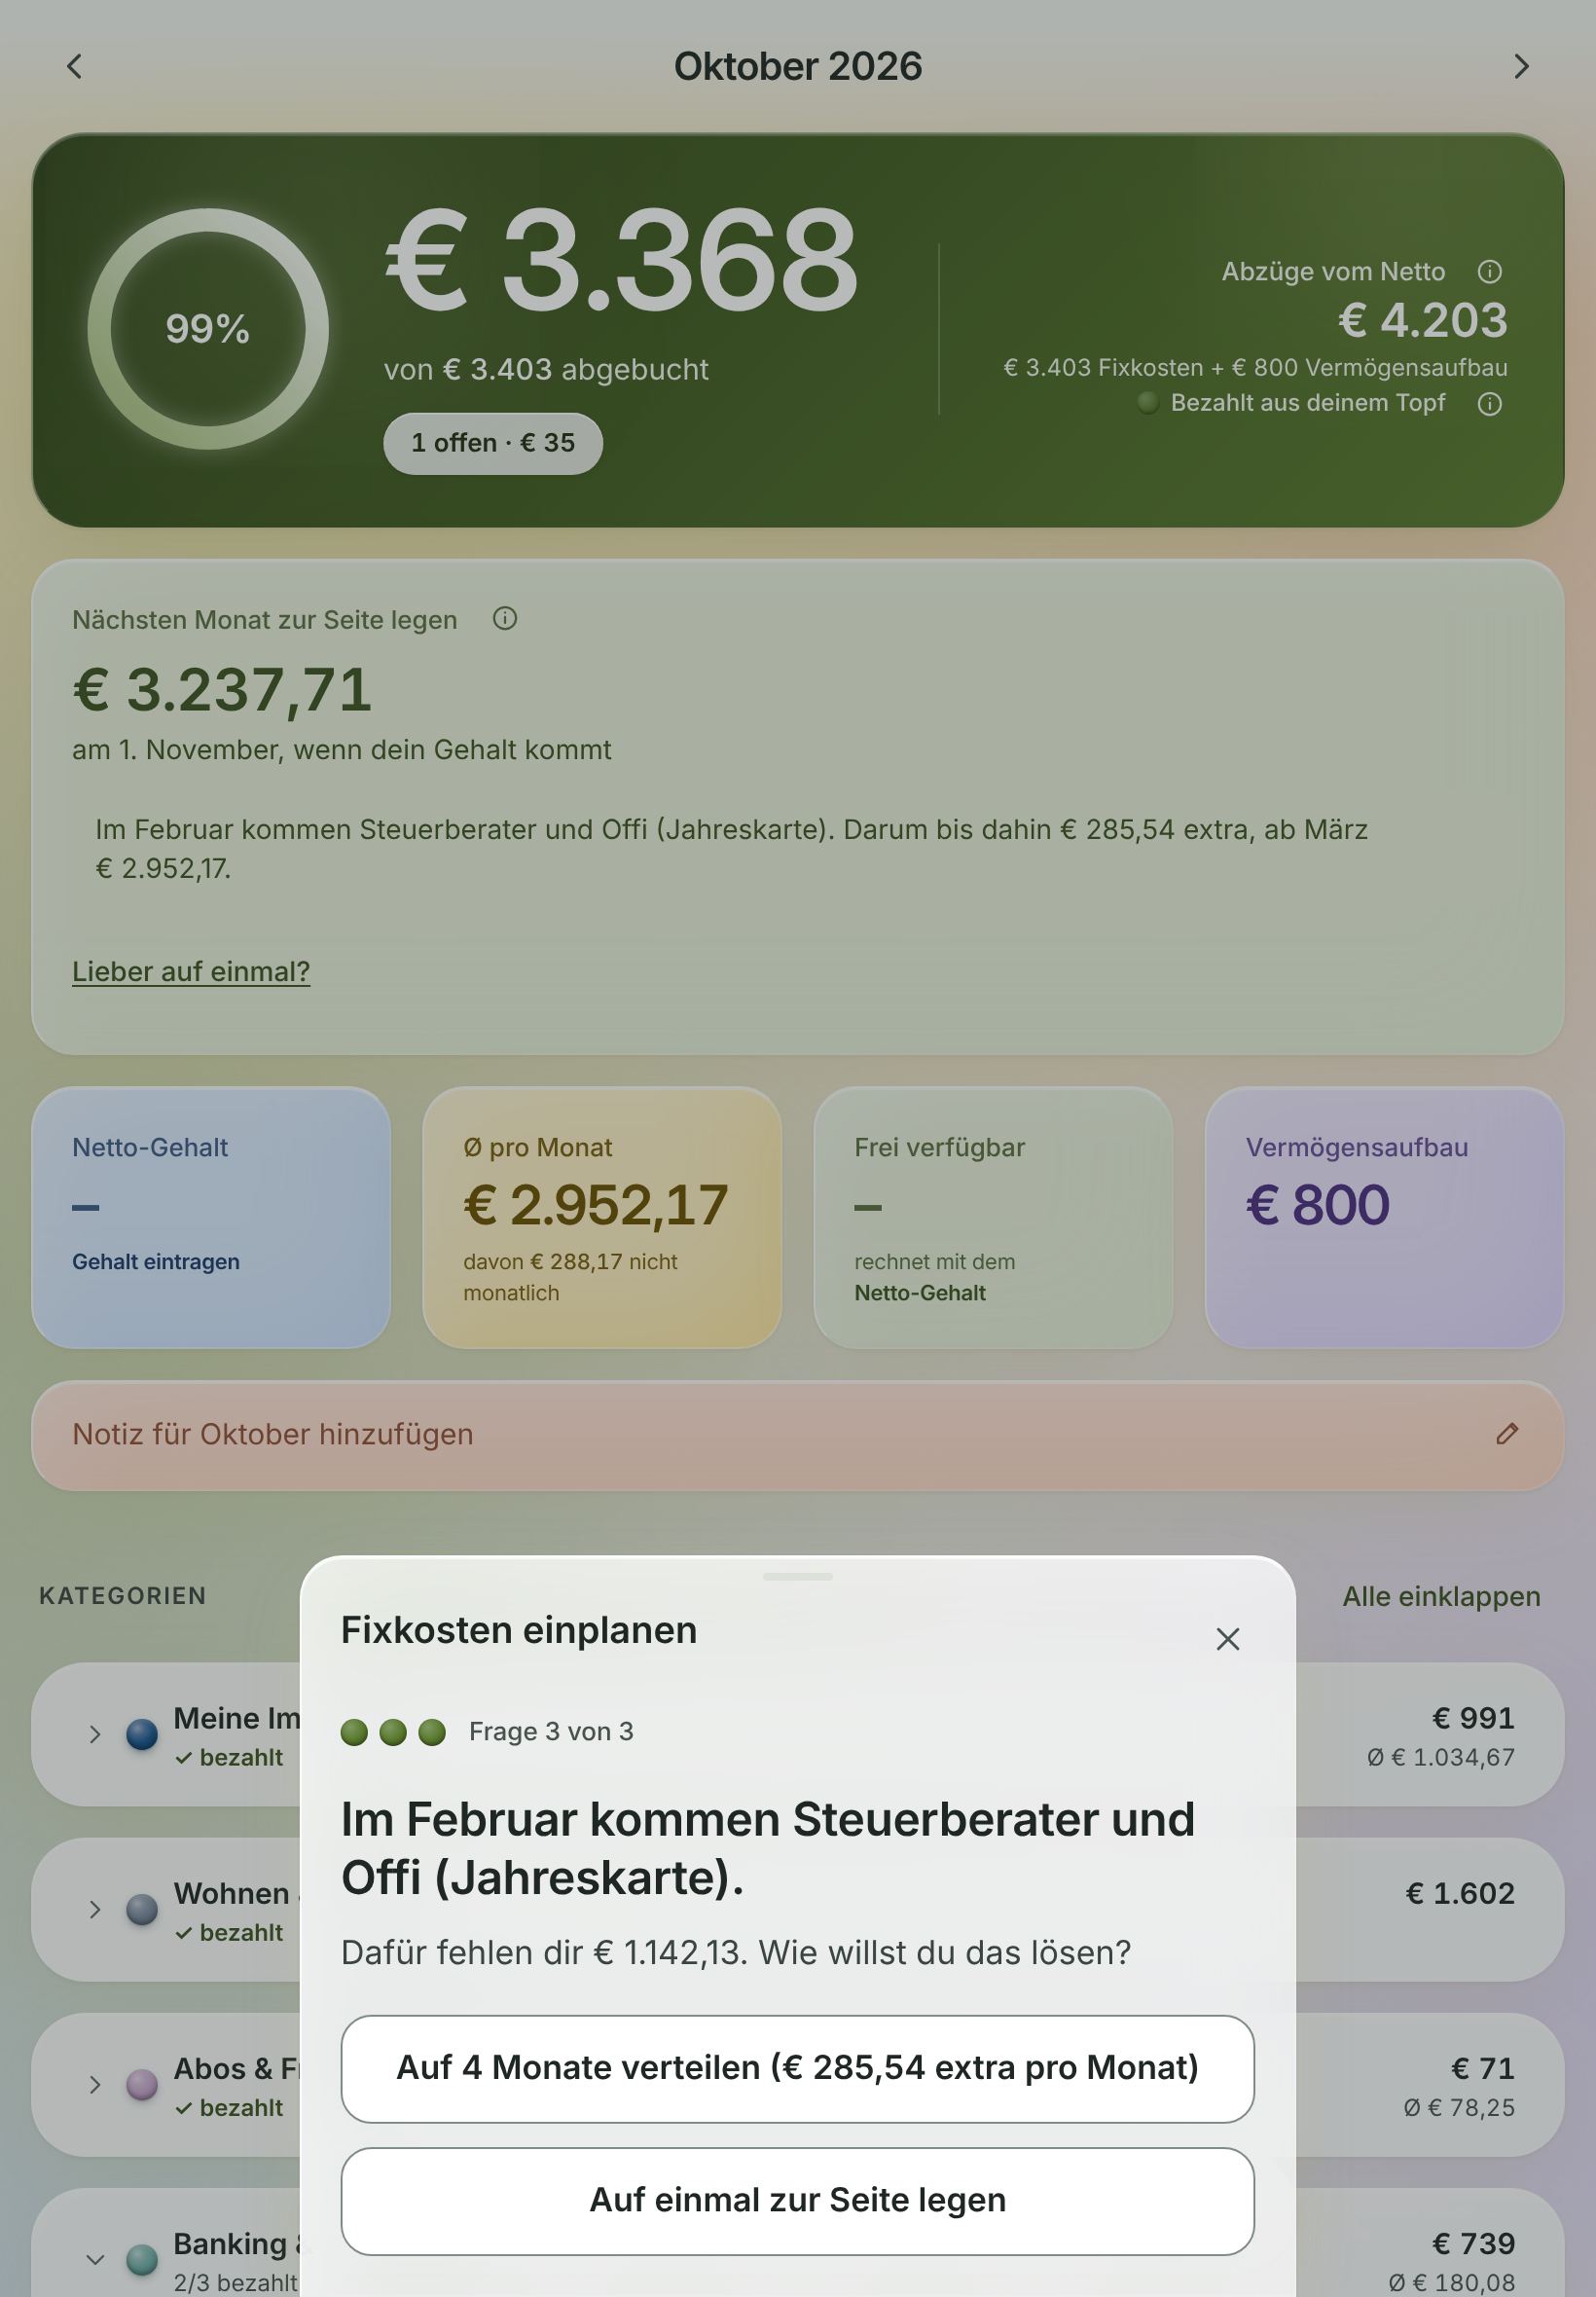 Oktober 2026
99%
€ 3.368
von € 3.403 abgebucht
1 offen · € 35
Abzüge vom Netto
€ 4.203
€ 3.403 Fixkosten + € 800 Vermögensaufbau
Bezahlt aus deinem Topf
Nächsten Monat zur Seite legen
€ 3.237,71
am 1. November, wenn dein Gehalt kommt
Im Februar kommen Steuerberater und Offi (Jahreskarte). Darum bis dahin € 285,54 extra, ab März
€ 2.952,17.
Lieber auf einmal?
Netto-Gehalt
–
Gehalt eintragen
Ø pro Monat
€ 2.952,17
davon € 288,17 nicht
monatlich
Frei verfügbar
–
rechnet mit dem
Netto-Gehalt
Vermögensaufbau
€ 800
Notiz für Oktober hinzufügen
KATEGORIEN
Alle einklappen
Meine Im
✓ bezahlt
€ 991
Ø € 1.034,67
Wohnen
✓ bezahlt
€ 1.602
Abos & Fr
✓ bezahlt
€ 71
Ø € 78,25
Banking &
2/3 bezahlt
€ 739
Ø € 180,08
Fixkosten einplanen
Frage 3 von 3
Im Februar kommen Steuerberater und
Offi (Jahreskarte).
Dafür fehlen dir € 1.142,13. Wie willst du das lösen?
Auf 4 Monate verteilen (€ 285,54 extra pro Monat)
Auf einmal zur Seite legen